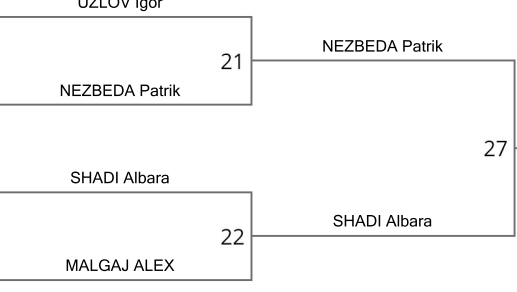 UZLOV Igor
21
NEZBEDA Patrik
NEZBEDA Patrik
27
SHADI Albara
SHADI Albara
22
MALGAJ ALEX